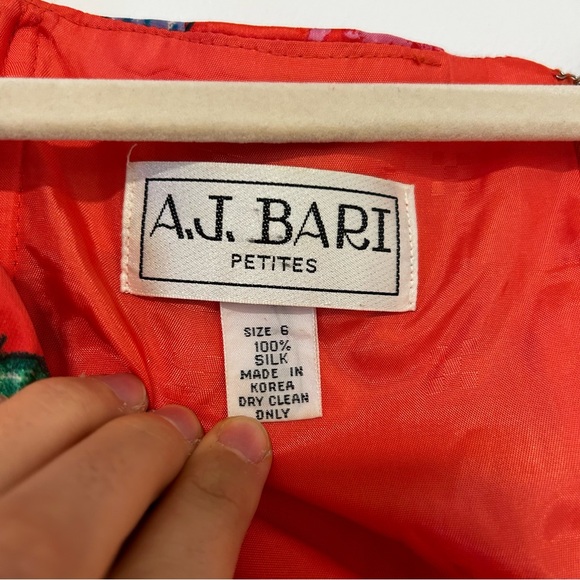 A.J. BARI
PETITES
SIZE 6
100%
SILK
MADE IN
KOREA
DRY CLEAN
ONLY